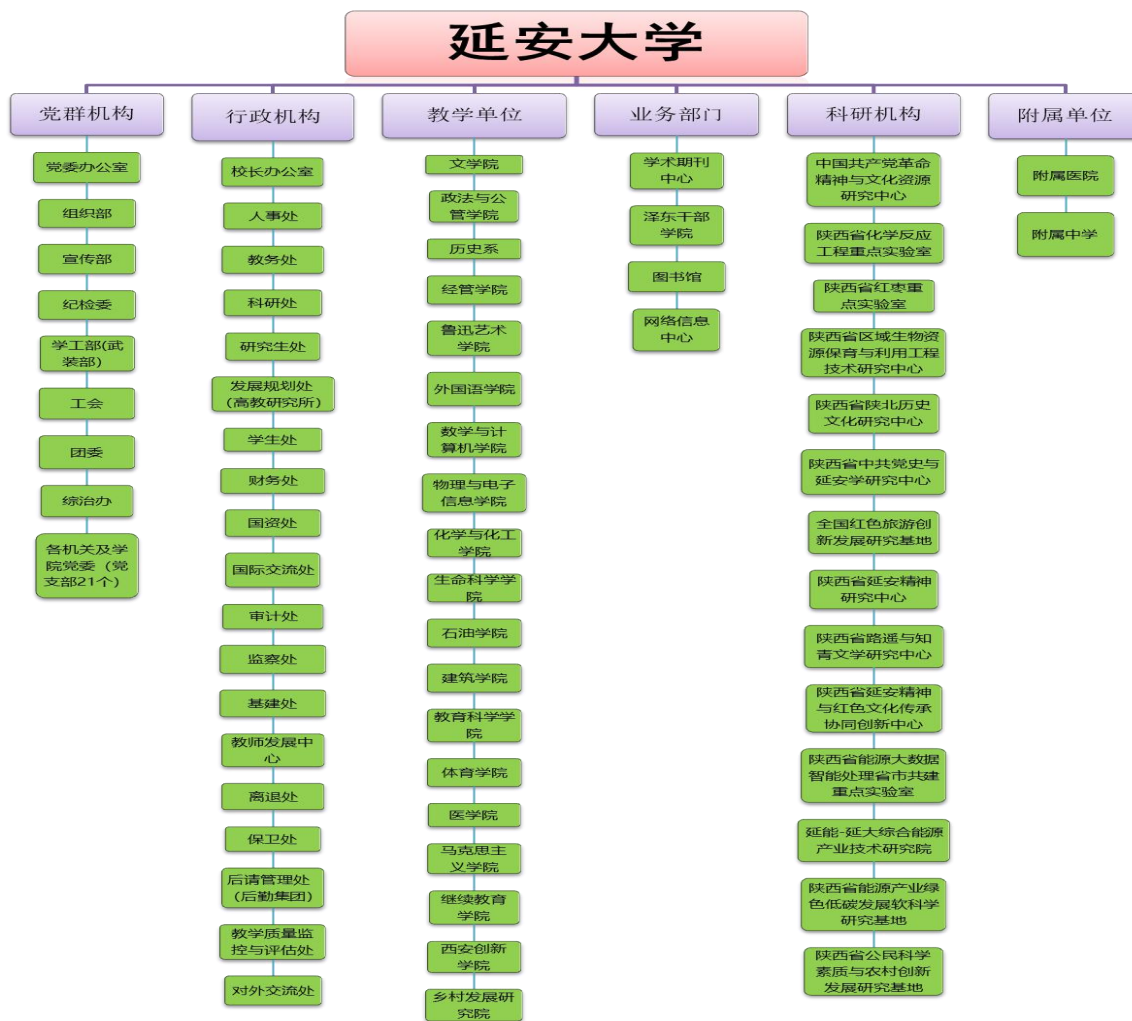 延安大学
党群机构
党委办公室
组织部
宣传部
纪检委
学工部(武
装部)
工会
团委
综治办
各机关及学
院党委（党
支部21个）
行政机构
校长办公室
人事处
教务处
科研处
研究生处
发展规划处
（高教研究所）
学生处
财务处
国资处
国际交流处
审计处
监察处
基建处
教师发展中
心
离退处
保卫处
后请管理处
（后勤集团）
教学质量监
控与评估处
对外交流处
教学单位
文学院
政法与公
管学院
历史系
经管学院
鲁迅艺术
学院
外国语学院
数学与计
算机学院
物理与电子
信息学院
化学与化工
学院
生命科学学
院
石油学院
建筑学院
教育科学学
院
体育学院
医学院
马克思主
义学院
继续教育
学院
西安创新
学院
乡村发展研
究院
业务部门
学术期刊
中心
泽东干部
学院
图书馆
网络信息
中心
科研机构
中国共产党革命
精神与文化资源
研究中心
陕西省化学反应
工程重点实验室
陕西省红枣重
点实验室
陕西省区域生物资
源保育与利用工程
技术研究中心
陕西省陕北历史
文化研究中心
陕西省中共党史与
延安学研究中心
全国红色旅游创
新发展研究基地
陕西省延安精神
研究中心
陕西省路遥与知
青文学研究中心
陕西省延安精神
与红色文化传承
协同创新中心
陕西省能源大数据
智能处理省市共建
重点实验室
延能-延大综合能源
产业技术研究院
陕西省能源产业绿
色低碳发展软科学
研究基地
陕西省公民科学
素质与农村创新
发展研究基地
附属单位
附属医院
附属中学